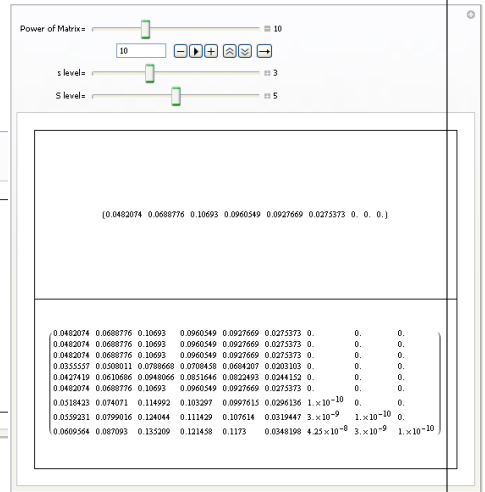 Power of Matrix= 10
10
s level= 3
S level= 5
(0.0482074 0.0688776 0.10693 0.0960549 0.0927669 0.0275373 0. 0. 0.)
0.0482074 0.0688776 0.10693 0.0960549 0.0927669 0.0275373 0. 0. 0.
0.0482074 0.0688776 0.10693 0.0960549 0.0927669 0.0275373 0. 0. 0.
0.0482074 0.0688776 0.10693 0.0960549 0.0927669 0.0275373 0. 0. 0.
0.0355557 0.0508011 0.0788668 0.0708458 0.0684207 0.0203103 0. 0. 0.
0.0427419 0.0610686 0.0948066 0.0851646 0.0822493 0.0244152 0. 0. 0.
0.0482074 0.0688776 0.10693 0.0960549 0.0927669 0.0275373 0. 0. 0.
0.0518423 0.074071 0.114992 0.103297 0.0997615 0.0296136 1.×10⁻¹⁰ 0. 0.
0.0559231 0.0799016 0.124044 0.111429 0.107614 0.0319447 3.×10⁻⁹ 1.×10⁻¹⁰ 0.
0.0609564 0.087093 0.135209 0.121458 0.1173 0.0348198 4.25×10⁻⁸ 3.×10⁻⁹ 1.×10⁻¹⁰